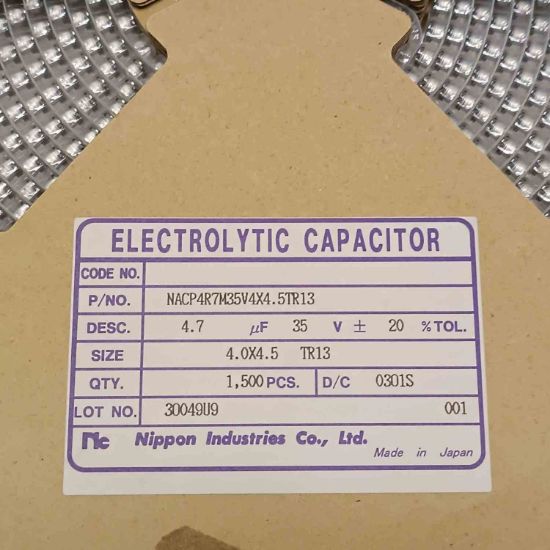 ELECTROLYTIC CAPACITOR
CODE NO.
P/NO. NACP4R7M35V4X4.5TR13
DESC. 4.7 µF 35 V ± 20 %TOL.
SIZE 4.0X4.5 TR13
QTY. 1,500 PCS. D/C 0301S
LOT NO. 30049U9 001
nic Nippon Industries Co., Ltd.
Made in Japan